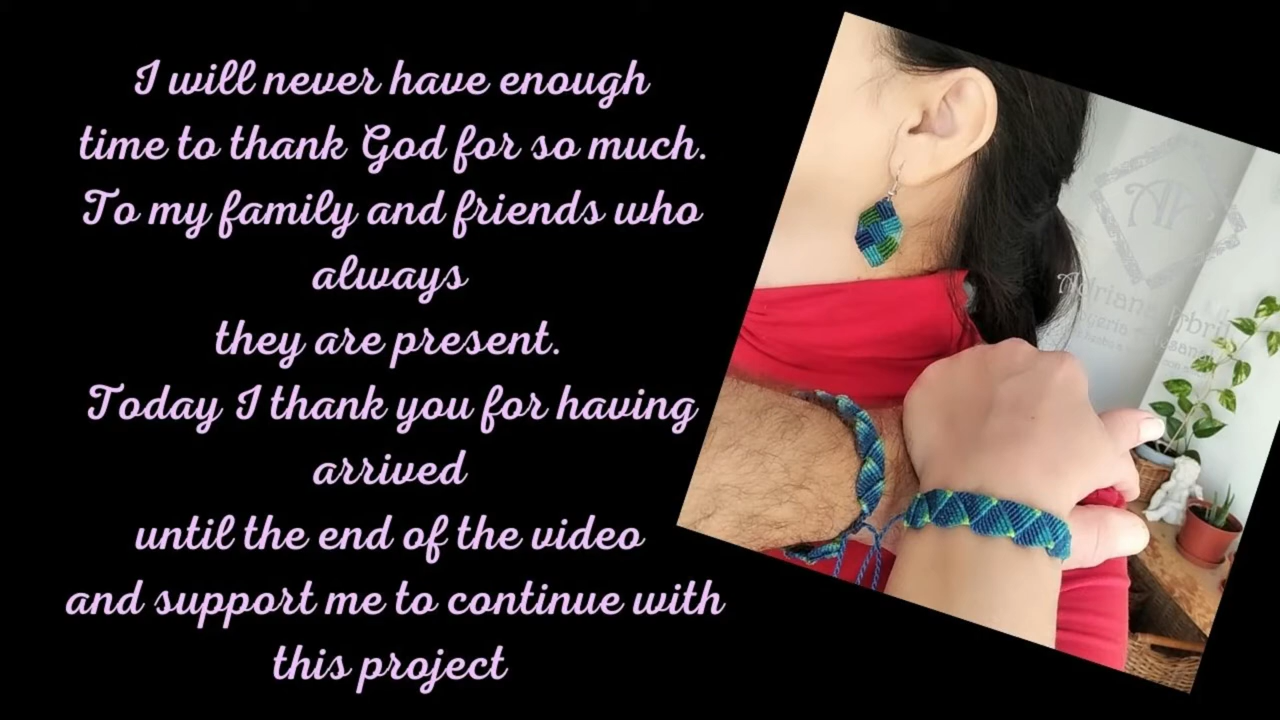 I will never have enough
time to thank God for so much.
To my family and friends who
always
they are present.
Today I thank you for having
arrived
until the end of the video
and support me to continue with
this project